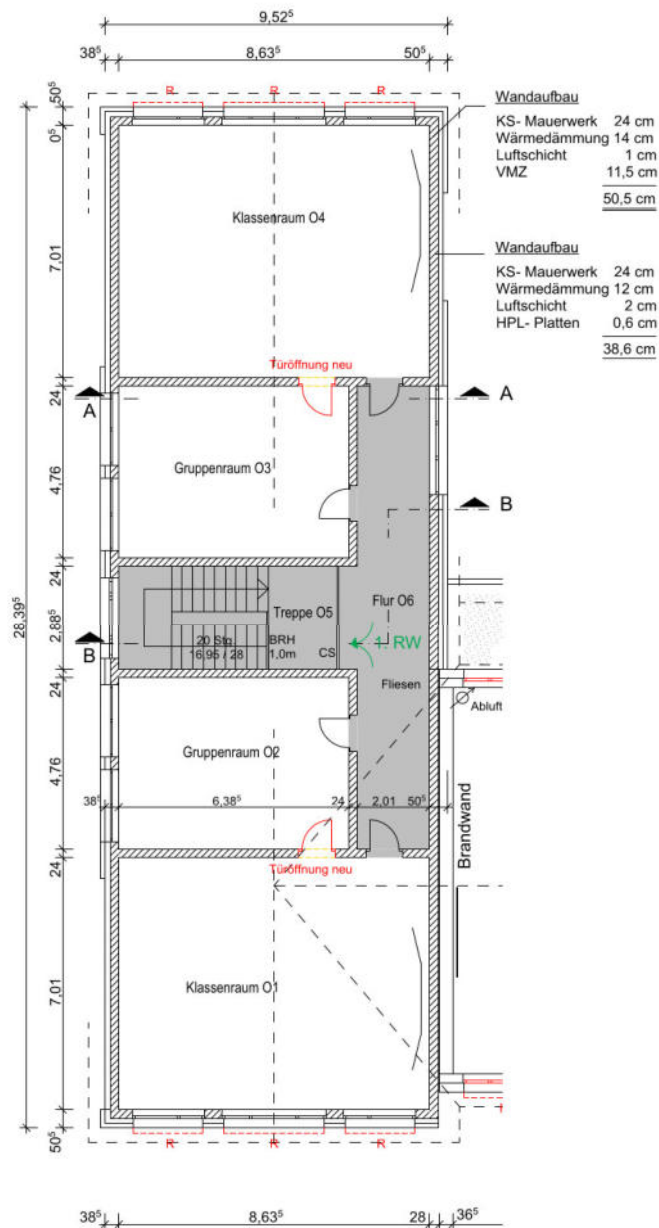 9,52⁵
38⁵ 8,63⁵ 50⁵
R R R
50⁵
05
Wandaufbau
KS- Mauerwerk 24 cm
Wärmedämmung 14 cm
Luftschicht 1 cm
VMZ 11,5 cm
50,5 cm
Klassenraum O4
7,01
Wandaufbau
KS- Mauerwerk 24 cm
Wärmedämmung 12 cm
Luftschicht 2 cm
HPL- Platten 0,6 cm
38,6 cm
Türöffnung neu
24
A A
Gruppenraum O3
4,76
B
24
28,39⁵
2,88⁵
Treppe O5
Flur O6
20 Stg.
16,95 / 28
BRH
1,0m
CS
1. RW
B
24
Fliesen
Abluft
Gruppenraum O2
4,76
38⁵ 6,38⁵ 24 2,01 50⁵
Brandwand
24
Türöffnung neu
Klassenraum O1
7,01
50⁵
R R R
38⁵ 8,63⁵ 28 36⁵